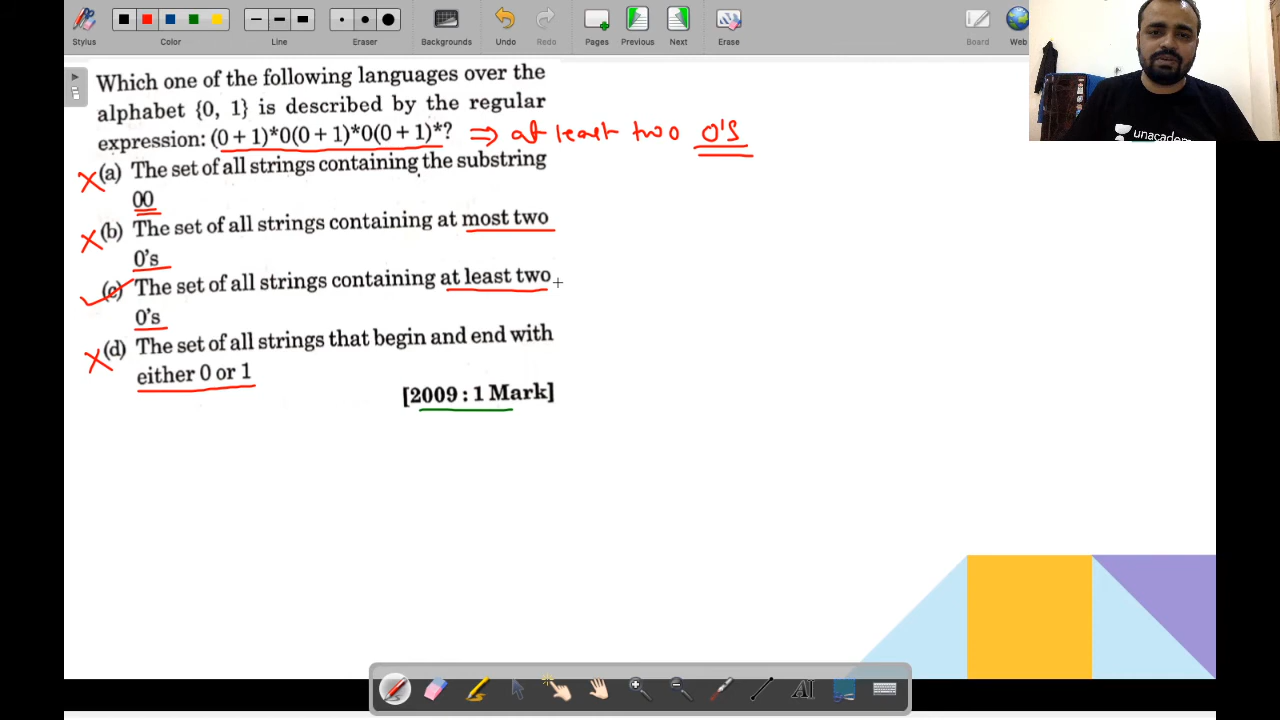 Stylus
Color
Line
Eraser
Backgrounds
Undo
Redo
Pages
Previous
Next
Erase
Board
Web
unacademy
Which one of the following languages over the
alphabet {0, 1} is described by the regular
expression: (0 + 1)*0(0 + 1)*0(0 + 1)*? ⇒ at least two 0's
(a) The set of all strings containing the substring
00
(b) The set of all strings containing at most two
0's
(c) The set of all strings containing at least two
0's
(d) The set of all strings that begin and end with
either 0 or 1
[2009 : 1 Mark]